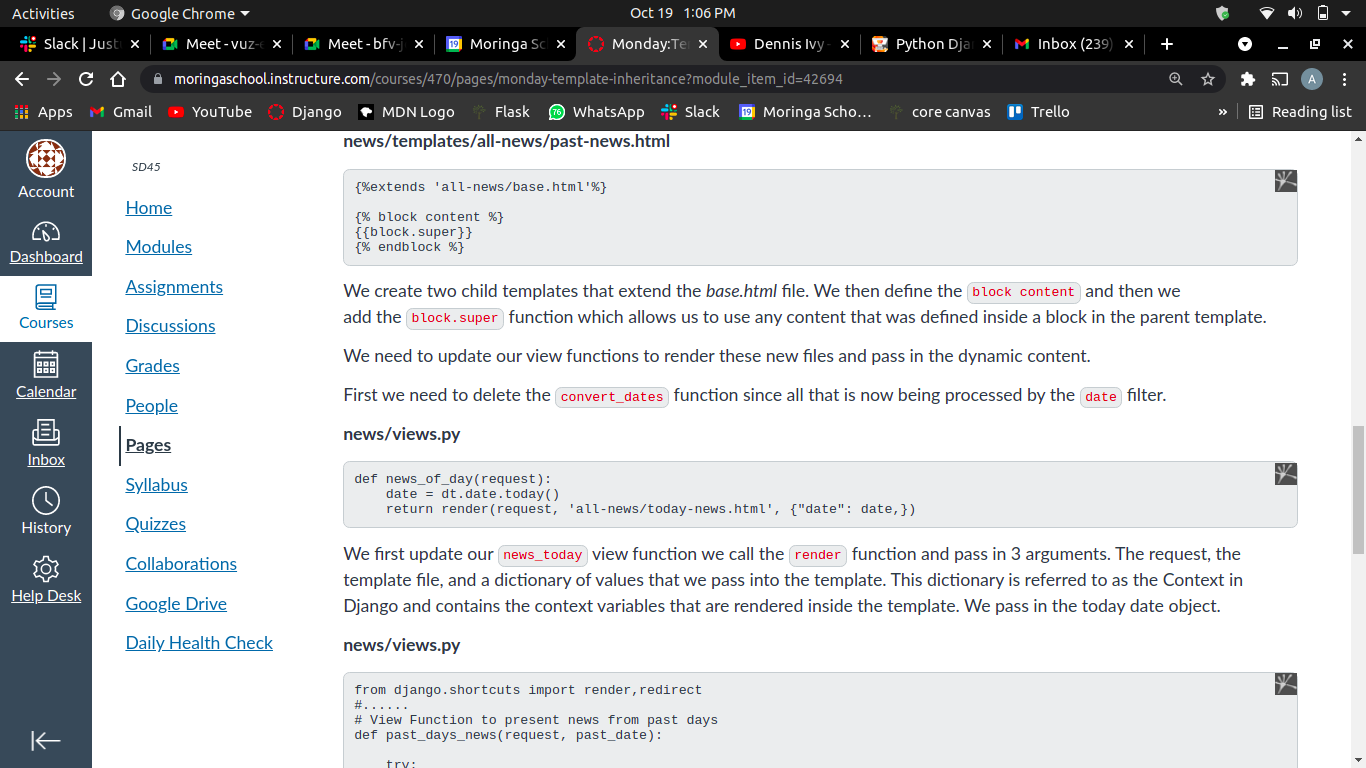 Activities
Google Chrome
Oct 19 1:06 PM
Slack | Just
Meet - vuz-e
Meet - bfv-j
Moringa Sc
Monday:Te
Dennis Ivy -
Python Djan
Inbox (239)
moringaschool.instructure.com/courses/470/pages/monday-template-inheritance?module_item_id=42694
A
Apps
Gmail
YouTube
Django
MDN Logo
Flask
76
WhatsApp
Slack
19
Moringa Scho...
core canvas
Trello
»
Reading list
Account
Dashboard
Courses
Calendar
Inbox
History
Help Desk
SD45
Home
Modules
Assignments
Discussions
Grades
People
Pages
Syllabus
Quizzes
Collaborations
Google Drive
Daily Health Check
news/templates/all-news/past-news.html
{%extends 'all-news/base.html'%}
{% block content %}
{{block.super}}
{% endblock %}
We create two child templates that extend the base.html file. We then define the block content and then we
add the block.super function which allows us to use any content that was defined inside a block in the parent template.
We need to update our view functions to render these new files and pass in the dynamic content.
First we need to delete the convert_dates function since all that is now being processed by the date filter.
news/views.py
def news_of_day(request):
    date = dt.date.today()
    return render(request, 'all-news/today-news.html', {"date": date,})
We first update our news_today view function we call the render function and pass in 3 arguments. The request, the
template file, and a dictionary of values that we pass into the template. This dictionary is referred to as the Context in
Django and contains the context variables that are rendered inside the template. We pass in the today date object.
news/views.py
from django.shortcuts import render,redirect
#......
# View Function to present news from past days
def past_days_news(request, past_date):
    try: